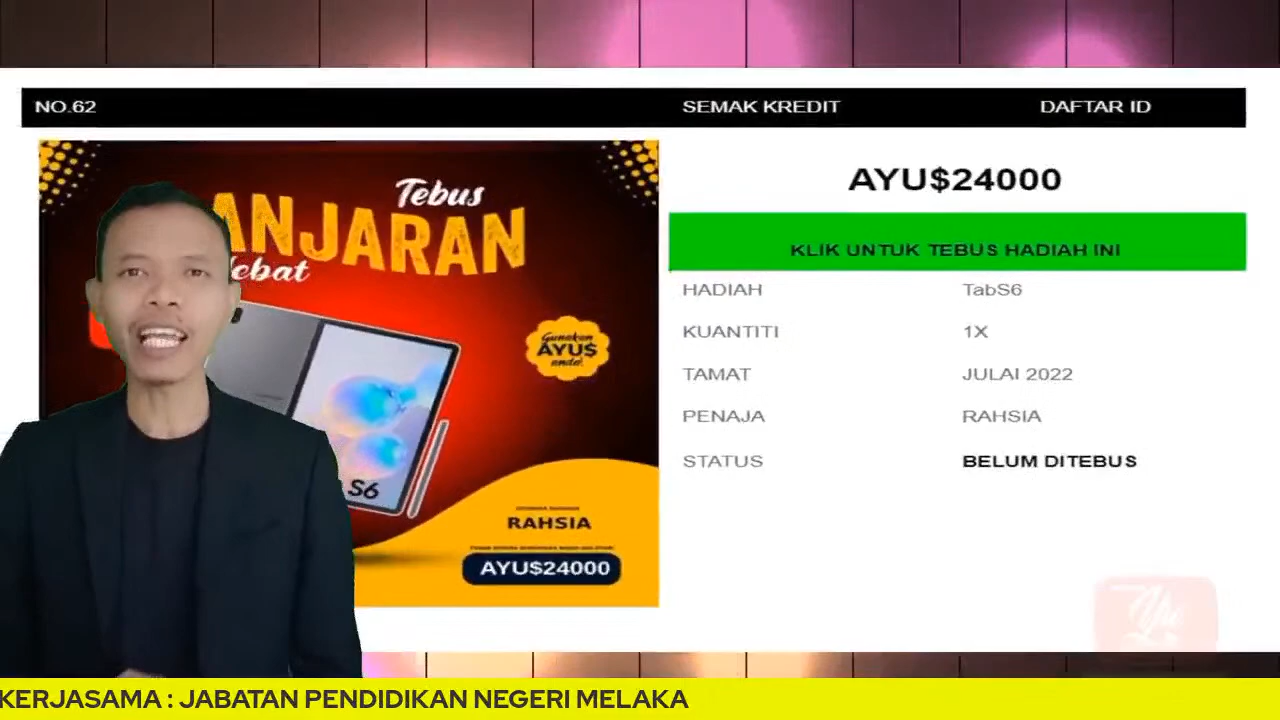 NO.62
SEMAK KREDIT
DAFTAR ID
Tebus
ANJARAN
ebat
Gunakan
AYU$
anda!
S6
RAHSIA
AYU$24000
AYU$24000
KLIK UNTUK TEBUS HADIAH INI
HADIAH TabS6
KUANTITI 1X
TAMAT JULAI 2022
PENAJA RAHSIA
STATUS BELUM DITEBUS
KERJASAMA : JABATAN PENDIDIKAN NEGERI MELAKA